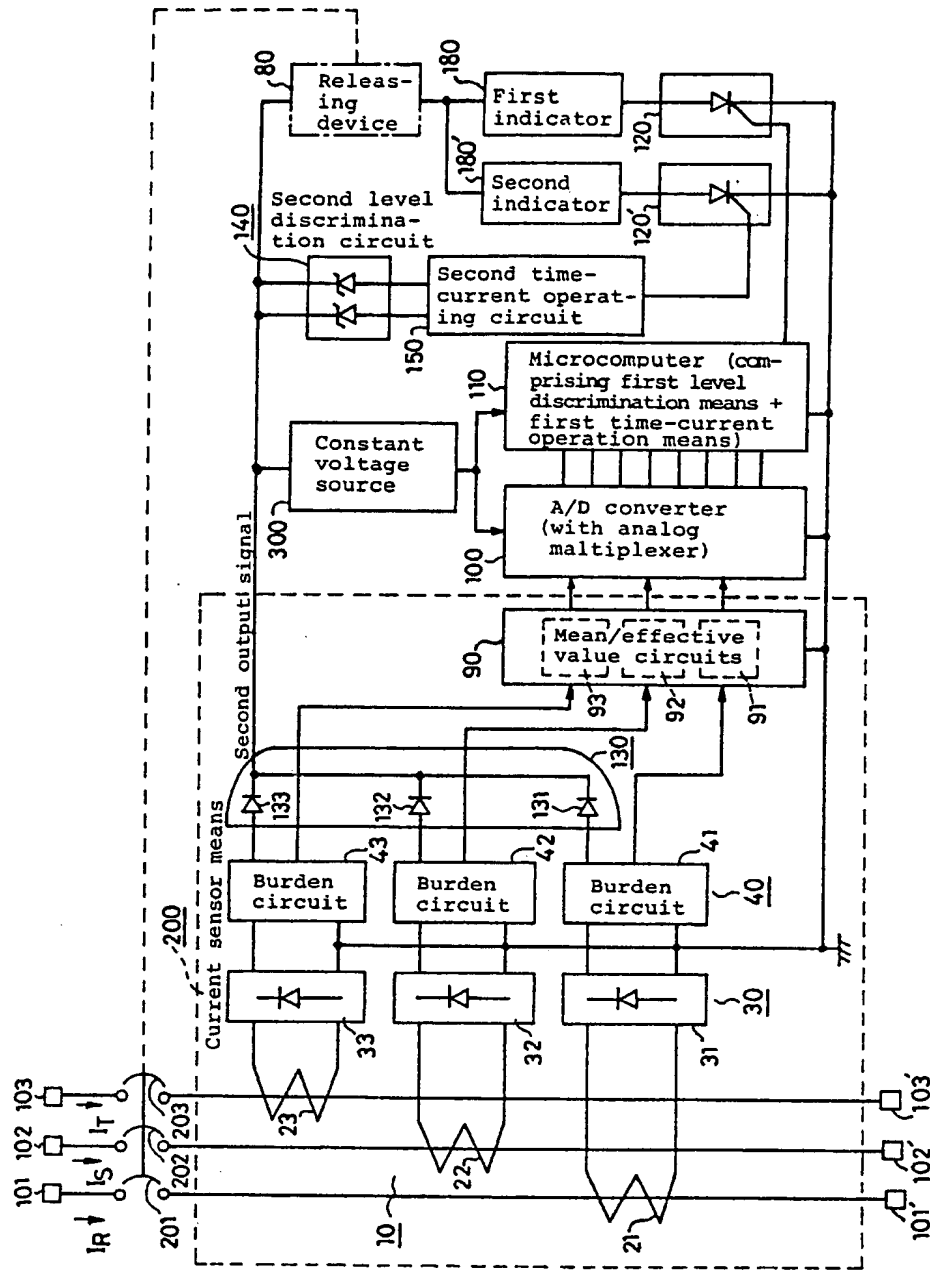 101
102
103
IR
IS
IT
201
202
203
10
21
22
23
200
Current sensor means
33
32
31
30
43
42
41
40
Burden
circuit
Burden
circuit
Burden
circuit
133
132
131
130
Second output signal
90
Mean/effective
value circuits
93
92
91
300
Constant
voltage
source
100
A/D converter
(with analog
maltiplexer)
110
Microcomputer (com-
prising first level
discrimination means +
first time-current
operation means)
140
Second level
discrimina-
tion circuit
150
Second time-
current operat-
ing circuit
80
Releas-
ing
device
180
First
indicator
180'
Second
indicator
120
120'
101'
102'
103'